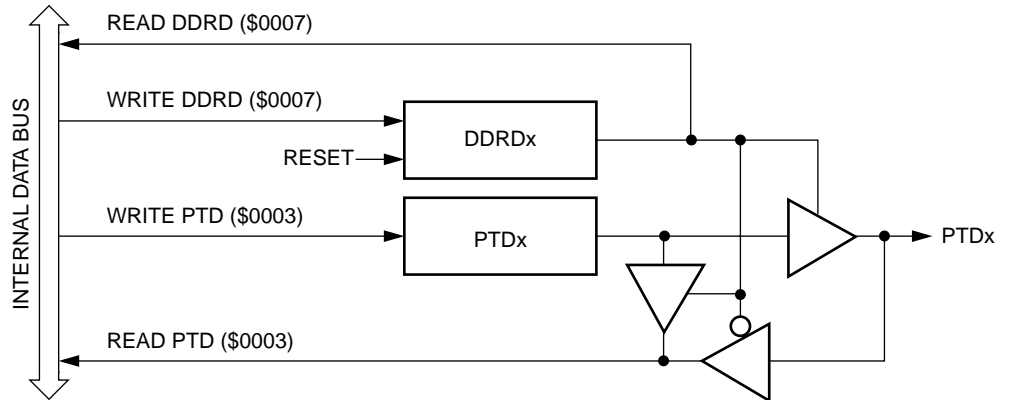 READ DDRD ($0007)
WRITE DDRD ($0007)
DDRDx
RESET
WRITE PTD ($0003)
PTDx
PTDx
READ PTD ($0003)
INTERNAL DATA BUS